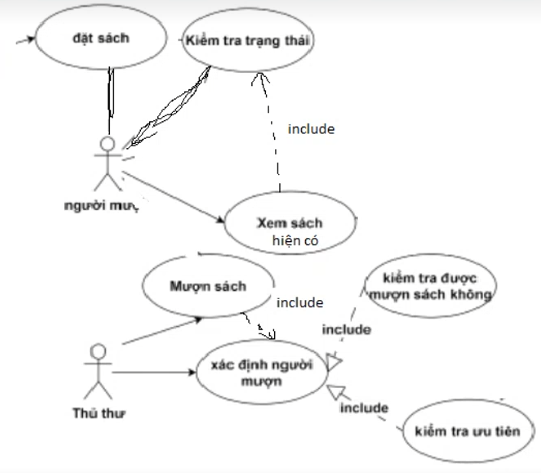 đặt sách
Kiểm tra trạng thái
include
người mư
Xem sách
hiện có
Mượn sách
include
kiểm tra được
mượn sách không
include
xác định người
mượn
Thủ thư
include
kiểm tra ưu tiên